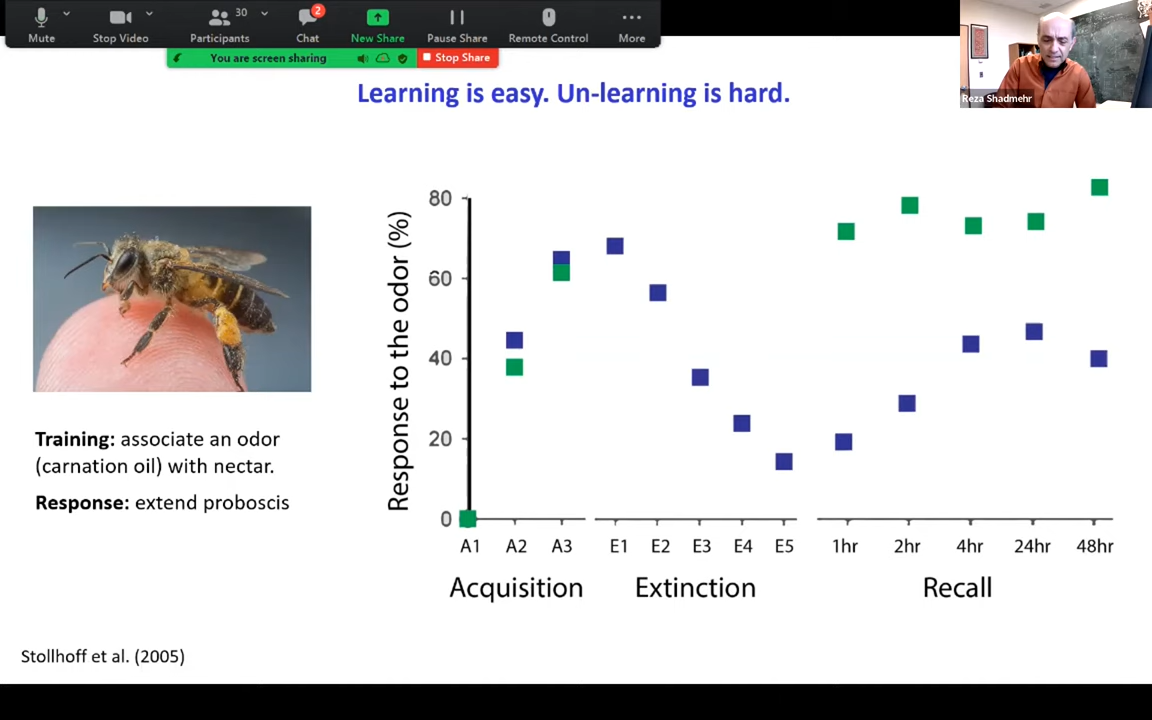 Mute
Stop Video
Participants
30
Chat
2
New Share
Pause Share
Remote Control
More
You are screen sharing
Stop Share
Reza Shadmehr
Learning is easy. Un-learning is hard.
Training: associate an odor
(carnation oil) with nectar.
Response: extend proboscis
Response to the odor (%)
80
60
40
20
0
A1 A2 A3 E1 E2 E3 E4 E5 1hr 2hr 4hr 24hr 48hr
Acquisition Extinction Recall
Stollhoff et al. (2005)